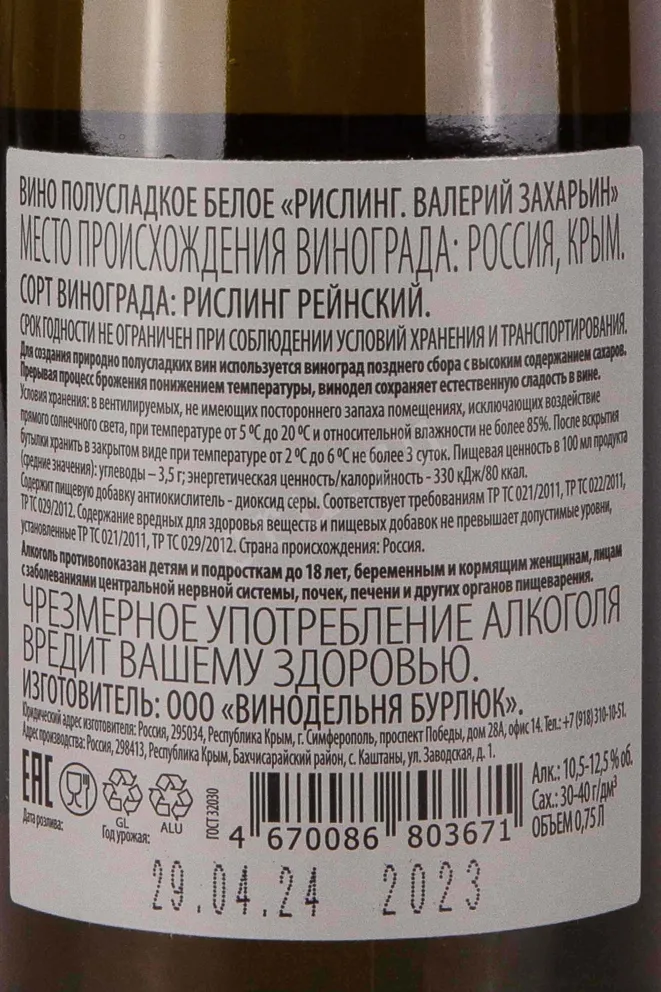 ВИНО ПОЛУСЛАДКОЕ БЕЛОЕ «РИСЛИНГ. ВАЛЕРИЙ ЗАХАРЬИН»
МЕСТО ПРОИСХОЖДЕНИЯ ВИНОГРАДА: РОССИЯ, КРЫМ.
СОРТ ВИНОГРАДА: РИСЛИНГ РЕЙНСКИЙ.
СРОК ГОДНОСТИ НЕ ОГРАНИЧЕН ПРИ СОБЛЮДЕНИИ УСЛОВИЙ ХРАНЕНИЯ И ТРАНСПОРТИРОВАНИЯ.
Для создания природно полусладких вин используется виноград позднего сбора с высоким содержанием сахаров.
Прерывая процесс брожения понижением температуры, винодел сохраняет естественную сладость в вине.
Условия хранения: в вентилируемых, не имеющих постороннего запаха помещениях, исключающих воздействие
прямого солнечного света, при температуре от 5 ºС до 20 ºС и относительной влажности не более 85%. После вскрытия
бутылки хранить в закрытом виде при температуре от 2 ºС до 6 ºС не более 3 суток. Пищевая ценность в 100 мл продукта
(средние значения): углеводы – 3,5 г; энергетическая ценность/калорийность - 330 кДж/80 ккал.
Содержит пищевую добавку антиокислитель - диоксид серы. Соответствует требованиям ТР ТС 021/2011, ТР ТС 022/2011,
ТР ТС 029/2012. Содержание вредных для здоровья веществ и пищевых добавок не превышает допустимые уровни,
установленные ТР ТС 021/2011, ТР ТС 029/2012. Страна происхождения: Россия.
Алкоголь противопоказан детям и подросткам до 18 лет, беременным и кормящим женщинам, лицам
с заболеваниями центральной нервной системы, почек, печени и других органов пищеварения.
ЧРЕЗМЕРНОЕ УПОТРЕБЛЕНИЕ АЛКОГОЛЯ
ВРЕДИТ ВАШЕМУ ЗДОРОВЬЮ.
ИЗГОТОВИТЕЛЬ: ООО «ВИНОДЕЛЬНЯ БУРЛЮК».
Юридический адрес изготовителя: Россия, 295034, Республика Крым, г. Симферополь, проспект Победы, дом 28А, офис 14. Тел.: +7 (918) 310-10-51.
Адрес производства: Россия, 298413, Республика Крым, Бахчисарайский район, с. Каштаны, ул. Заводская, д. 1.
EAC
GL
ALU
ГОСТ 32030
Алк.: 10,5-12,5 % об.
Сах.: 30-40 г/дм³
ОБЪЕМ 0,75 Л
Дата розлива:
Год урожая:
4 670086 803671
29.04.24 2023